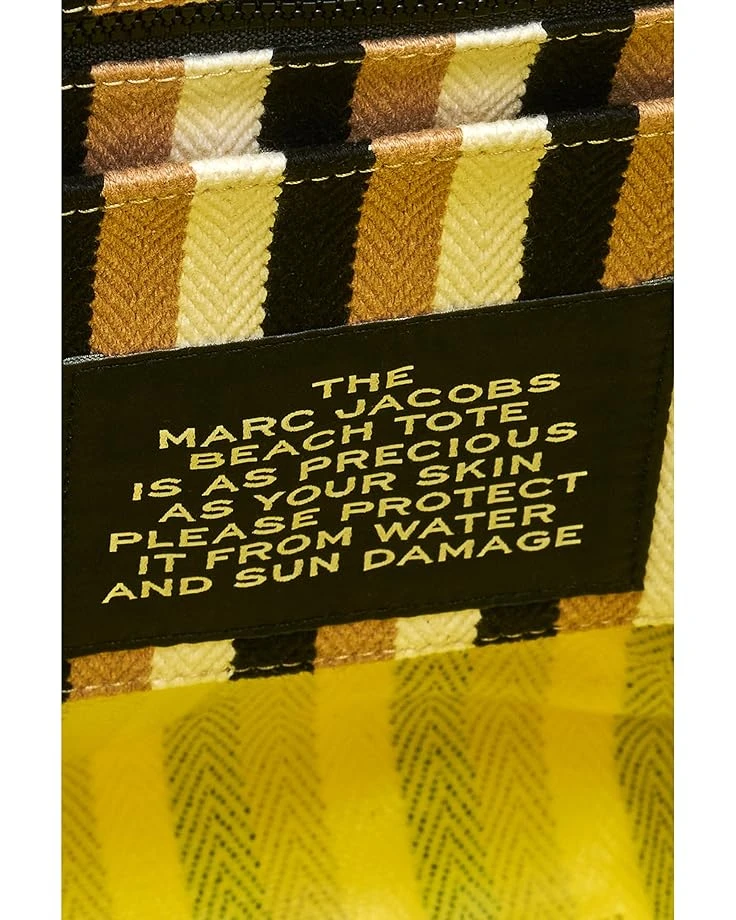 THE
MARC JACOBS
BEACH TOTE
IS AS PRECIOUS
AS YOUR SKIN
PLEASE PROTECT
IT FROM WATER
AND SUN DAMAGE